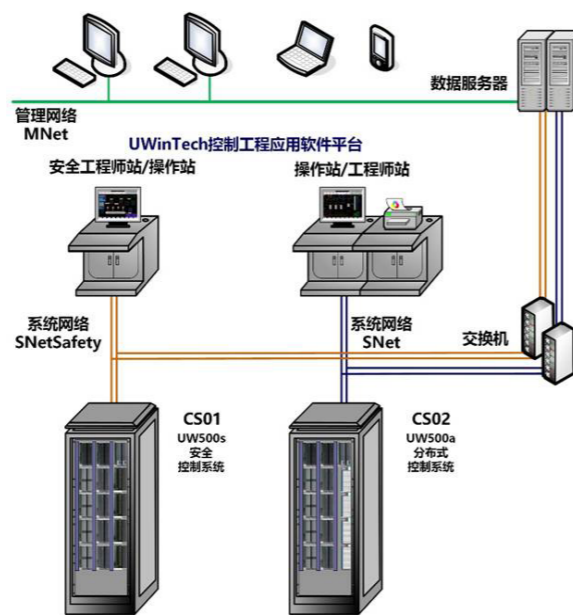 数据服务器
管理网络
MNet
UWinTech控制工程应用软件平台
安全工程师站/操作站
操作站/工程师站
系统网络
SNetSafety
系统网络
SNet
交换机
CS01
UW500s
安全
控制系统
CS02
UW500a
分布式
控制系统